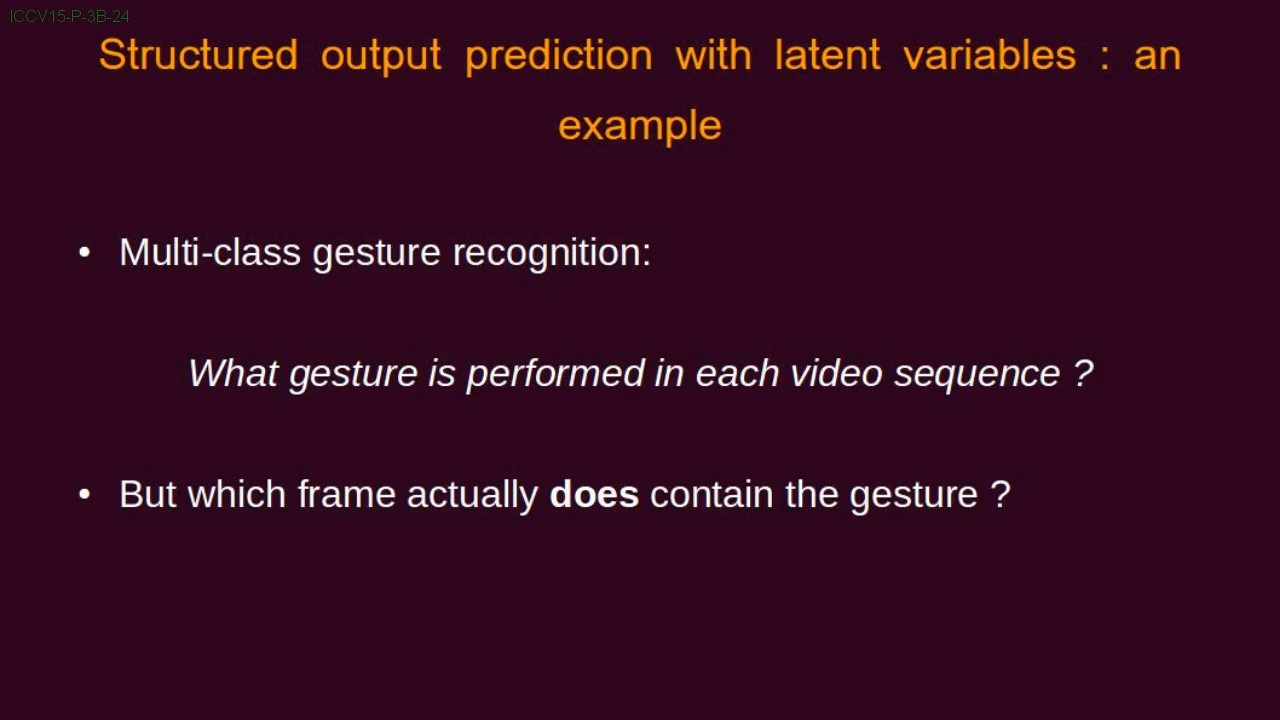 ICCV15-P-3B-24
Structured output prediction with latent variables : an
example
• Multi-class gesture recognition:
What gesture is performed in each video sequence ?
• But which frame actually does contain the gesture ?